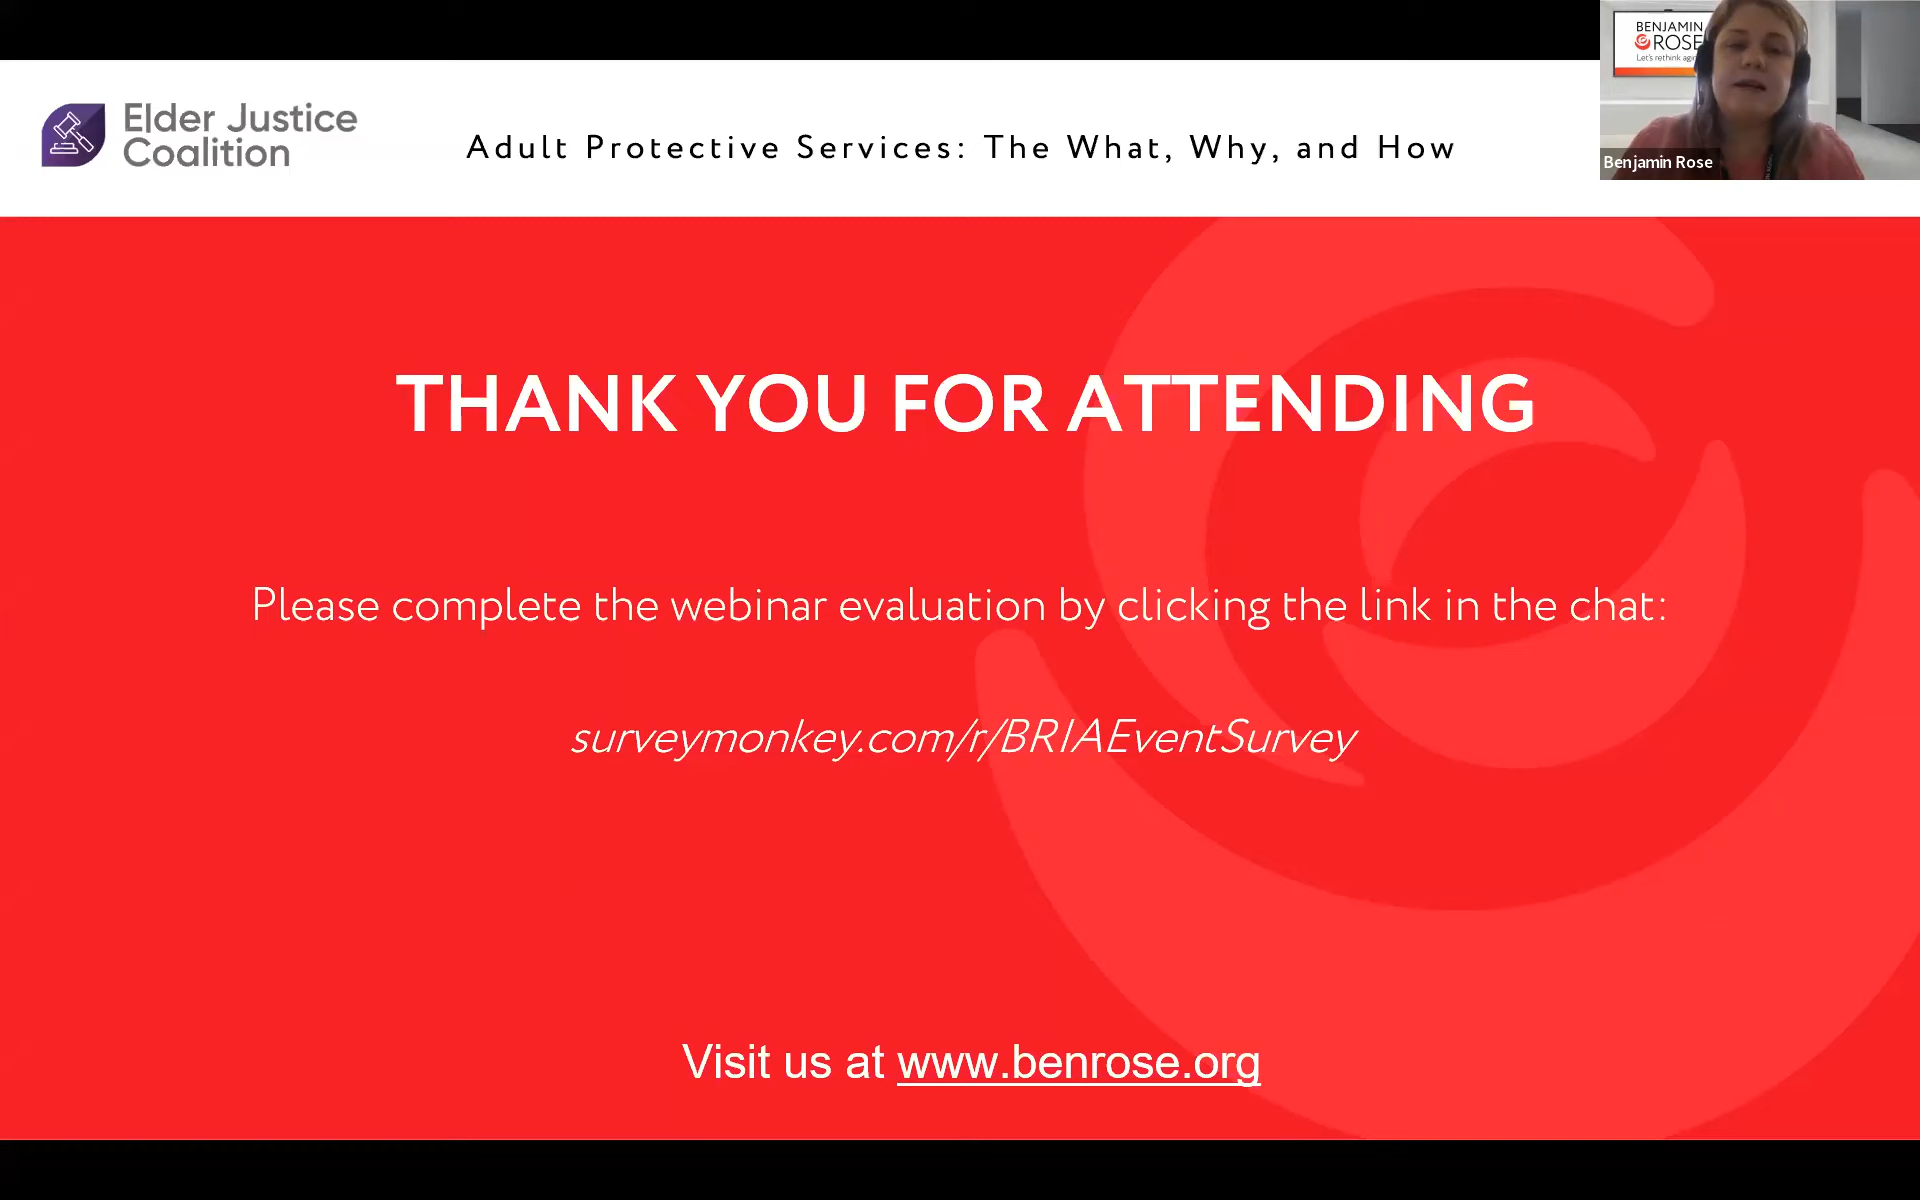 Elder Justice
Coalition
Adult Protective Services: The What, Why, and How
BENJAMIN
ROSE
Let's rethink
Benjamin Rose
THANK YOU FOR ATTENDING
Please complete the webinar evaluation by clicking the link in the chat:
surveymonkey.com/r/BRIAEventSurvey
Visit us at www.benrose.org